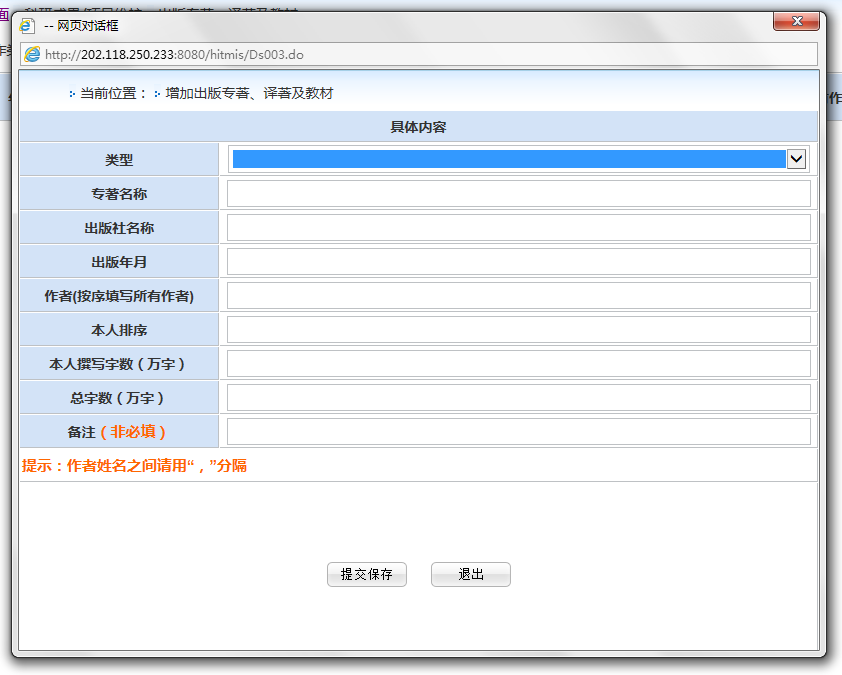 -- 网页对话框
http://202.118.250.233:8080/hitmis/Ds003.do
当前位置： 增加出版专著、译著及教材
具体内容
类型
专著名称
出版社名称
出版年月
作者(按序填写所有作者)
本人排序
本人撰写字数（万字）
总字数（万字）
备注（非必填）
提示：作者姓名之间请用“，”分隔
提交保存 退出